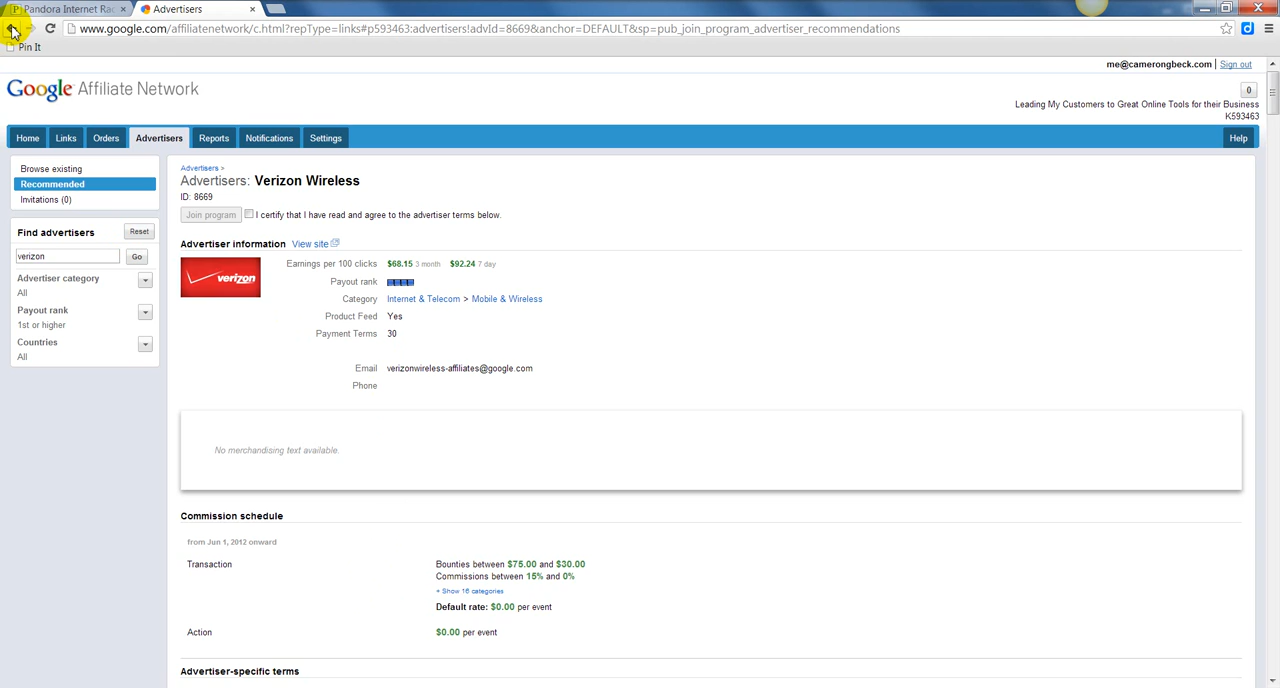 Pandora Internet Ra
Advertisers
www.google.com/affiliatenetwork/c.html?repType=links#p593463:advertisers!advId=8669&anchor=DEFAULT&sp=pub_join_program_advertiser_recommendations
Pin It
me@camerongbeck.com | Sign out
Google Affiliate Network
0
Leading My Customers to Great Online Tools for their Business
K593463
Home Links Orders Advertisers Reports Notifications Settings Help
Browse existing
Recommended
Invitations (0)
Find advertisers Reset
verizon Go
Advertiser category
All
Payout rank
1st or higher
Countries
All
Advertisers >
Advertisers: Verizon Wireless
ID: 8669
Join program I certify that I have read and agree to the advertiser terms below.
Advertiser information View site
verizon
Earnings per 100 clicks $68.15 3 month $92.24 7 day
Payout rank
Category Internet & Telecom > Mobile & Wireless
Product Feed Yes
Payment Terms 30
Email verizonwireless-affiliates@google.com
Phone
No merchandising text available.
Commission schedule
from Jun 1, 2012 onward
Transaction Bounties between $75.00 and $30.00
Commissions between 15% and 0%
+ Show 16 categories
Default rate: $0.00 per event
Action $0.00 per event
Advertiser-specific terms